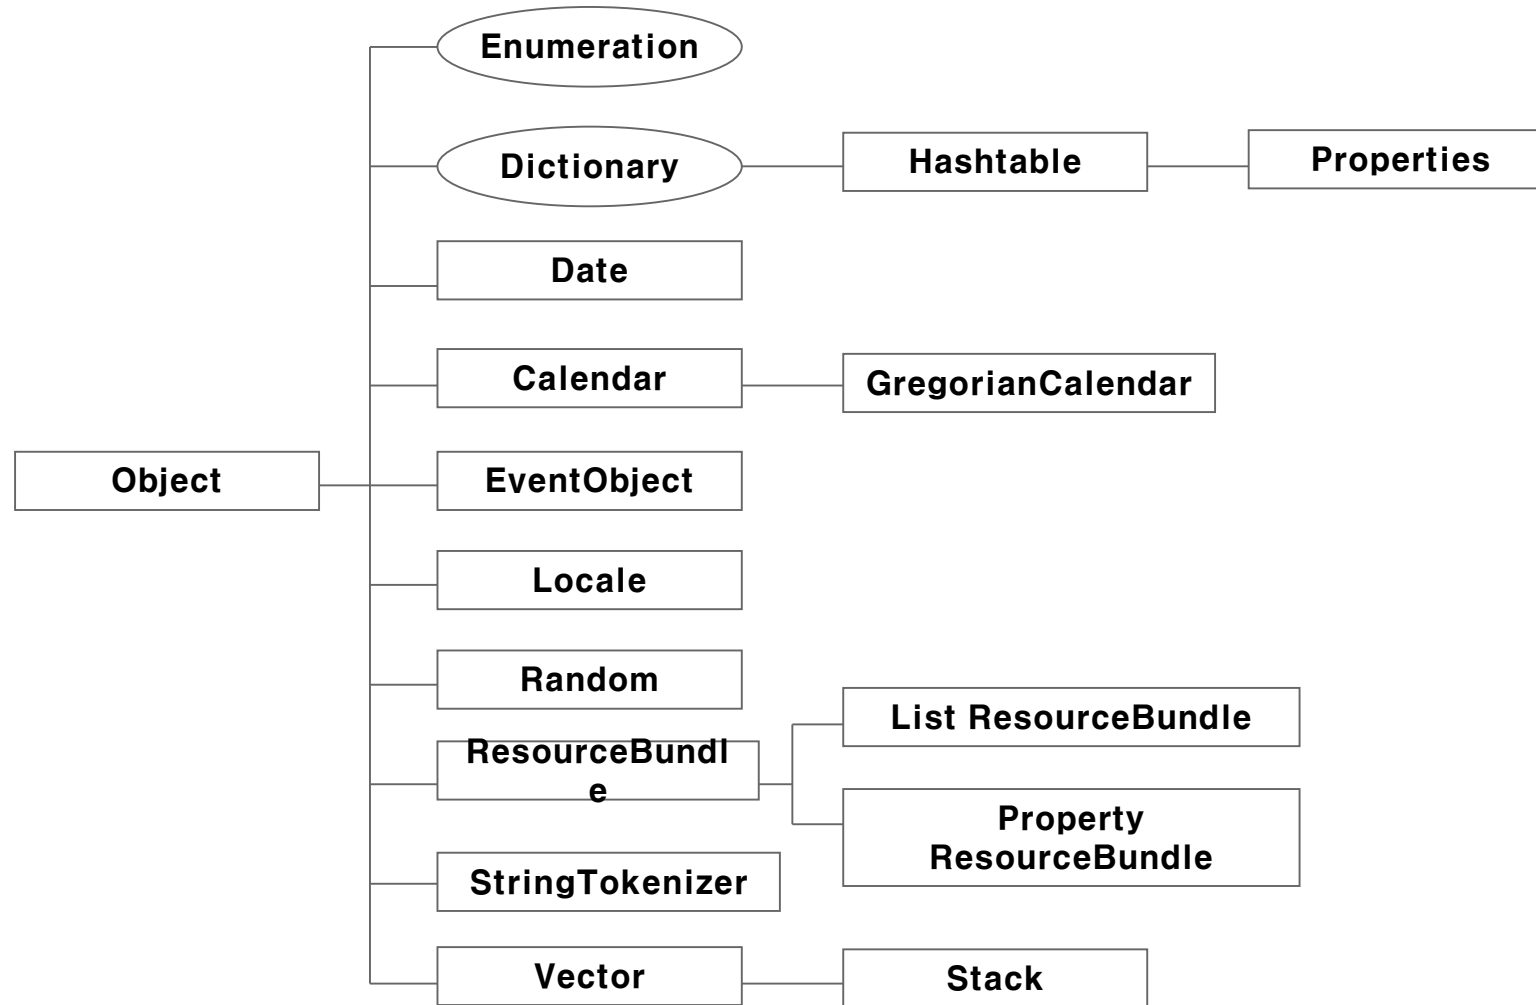 Enumeration
Dictionary
Hashtable
Properties
Date
Calendar
GregorianCalendar
Object
EventObject
Locale
Random
List ResourceBundle
ResourceBundl
e
Property
ResourceBundle
StringTokenizer
Vector
Stack